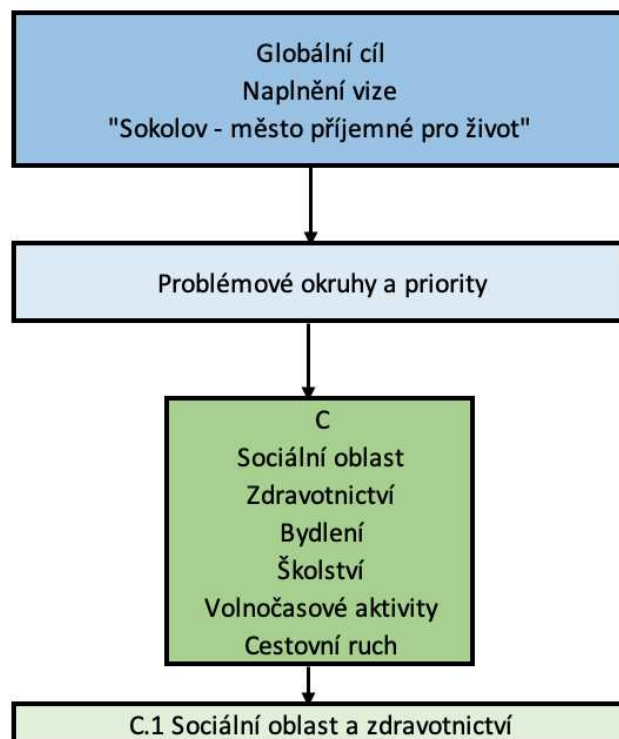 Globální cíl
Naplnění vize
"Sokolov - město příjemné pro život"
Problémové okruhy a priority
C
Sociální oblast
Zdravotnictví
Bydlení
Školství
Volnočasové aktivity
Cestovní ruch
C.1 Sociální oblast a zdravotnictví